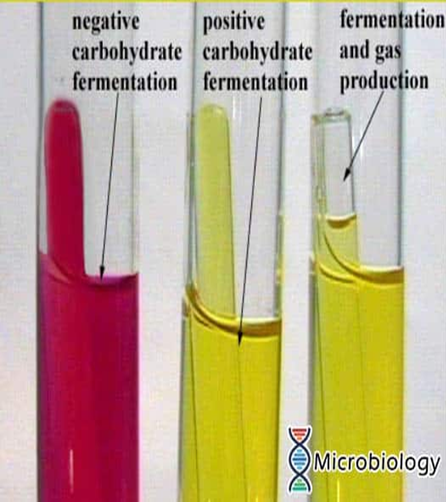 negative
carbohydrate
fermentation
positive
carbohydrate
fermentation
fermentation
and gas
production
Microbiology